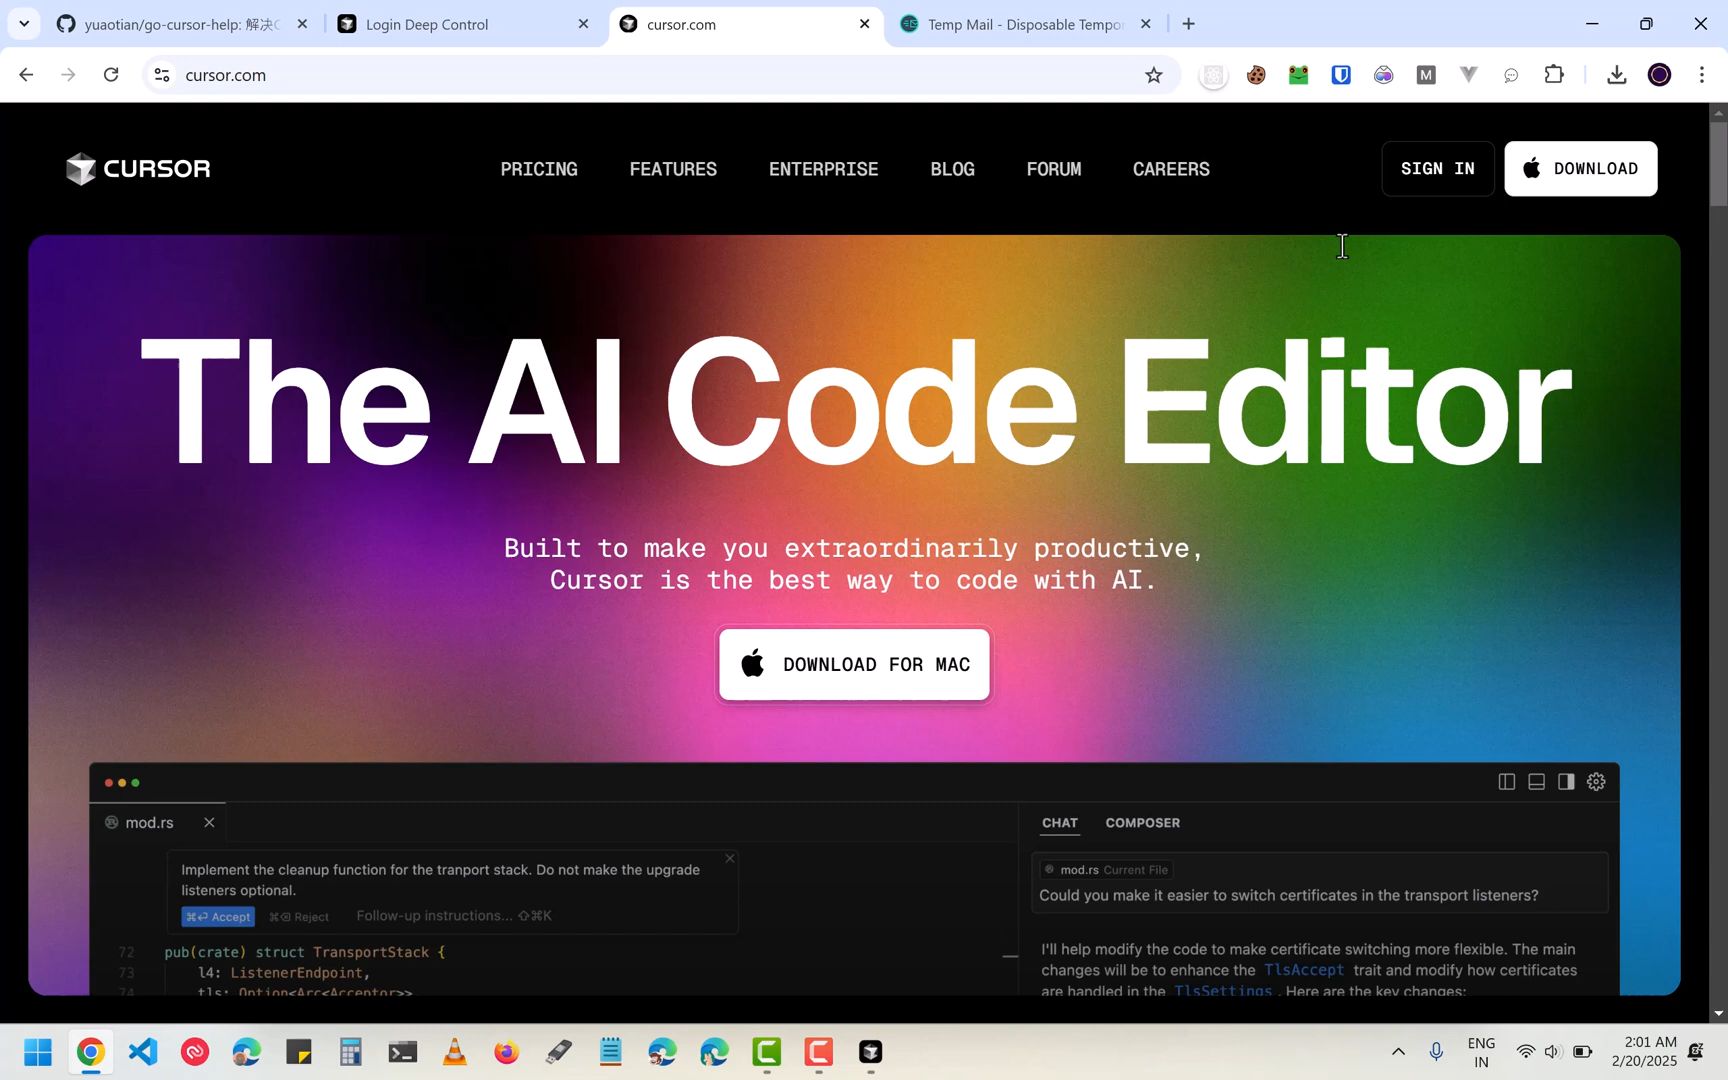 yuaotian/go-cursor-help: 解决C
Login Deep Control
cursor.com
Temp Mail - Disposable Tempor
cursor.com
M
CURSOR
PRICING
FEATURES
ENTERPRISE
BLOG
FORUM
CAREERS
SIGN IN
DOWNLOAD
The AI Code Editor
Built to make you extraordinarily productive,
Cursor is the best way to code with AI.
DOWNLOAD FOR MAC
mod.rs
Implement the cleanup function for the tranport stack. Do not make the upgrade
listeners optional.
⌘⏎ Accept
⌘⌫ Reject
Follow-up instructions... ⇧⌘K
72 pub(crate) struct TransportStack {
73 l4: ListenerEndpoint,
74 tls: Option<Arc<Acceptor>>
CHAT
COMPOSER
mod.rs Current File
Could you make it easier to switch certificates in the transport listeners?
I'll help modify the code to make certificate switching more flexible. The main
changes will be to enhance the TlsAccept trait and modify how certificates
are handled in the TlsSettings. Here are the key changes:
ENG
IN
2:01 AM
2/20/2025